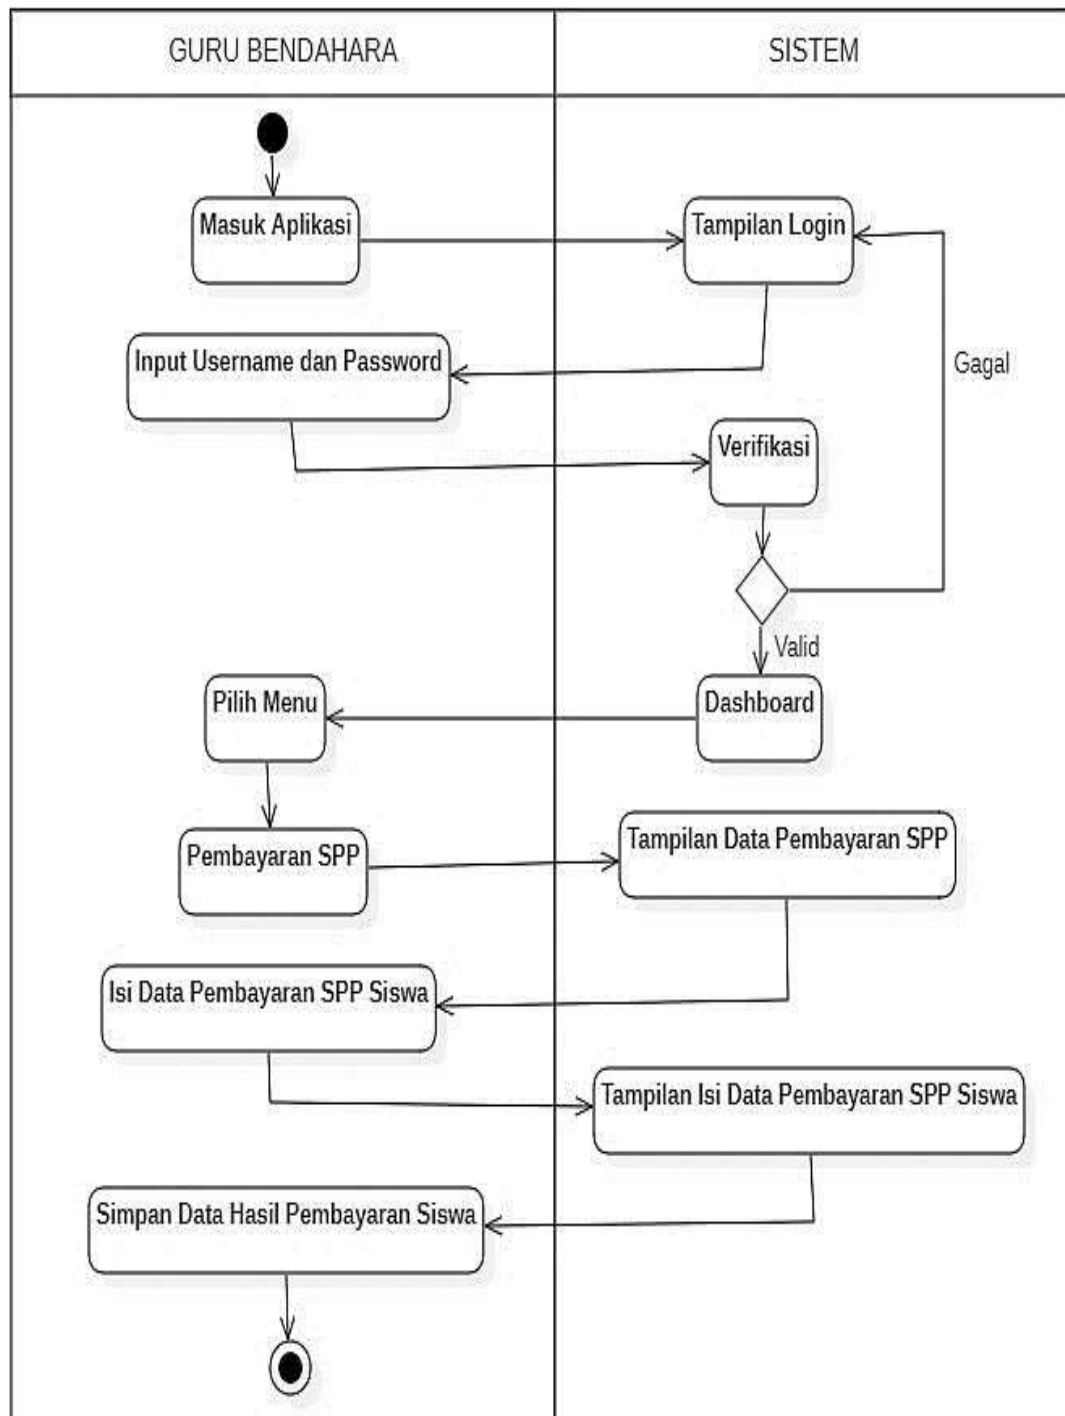 GURU BENDAHARA
SISTEM
Masuk Aplikasi
Tampilan Login
Input Username dan Password
Gagal
Verifikasi
Valid
Pilih Menu
Dashboard
Pembayaran SPP
Tampilan Data Pembayaran SPP
Isi Data Pembayaran SPP Siswa
Tampilan Isi Data Pembayaran SPP Siswa
Simpan Data Hasil Pembayaran Siswa